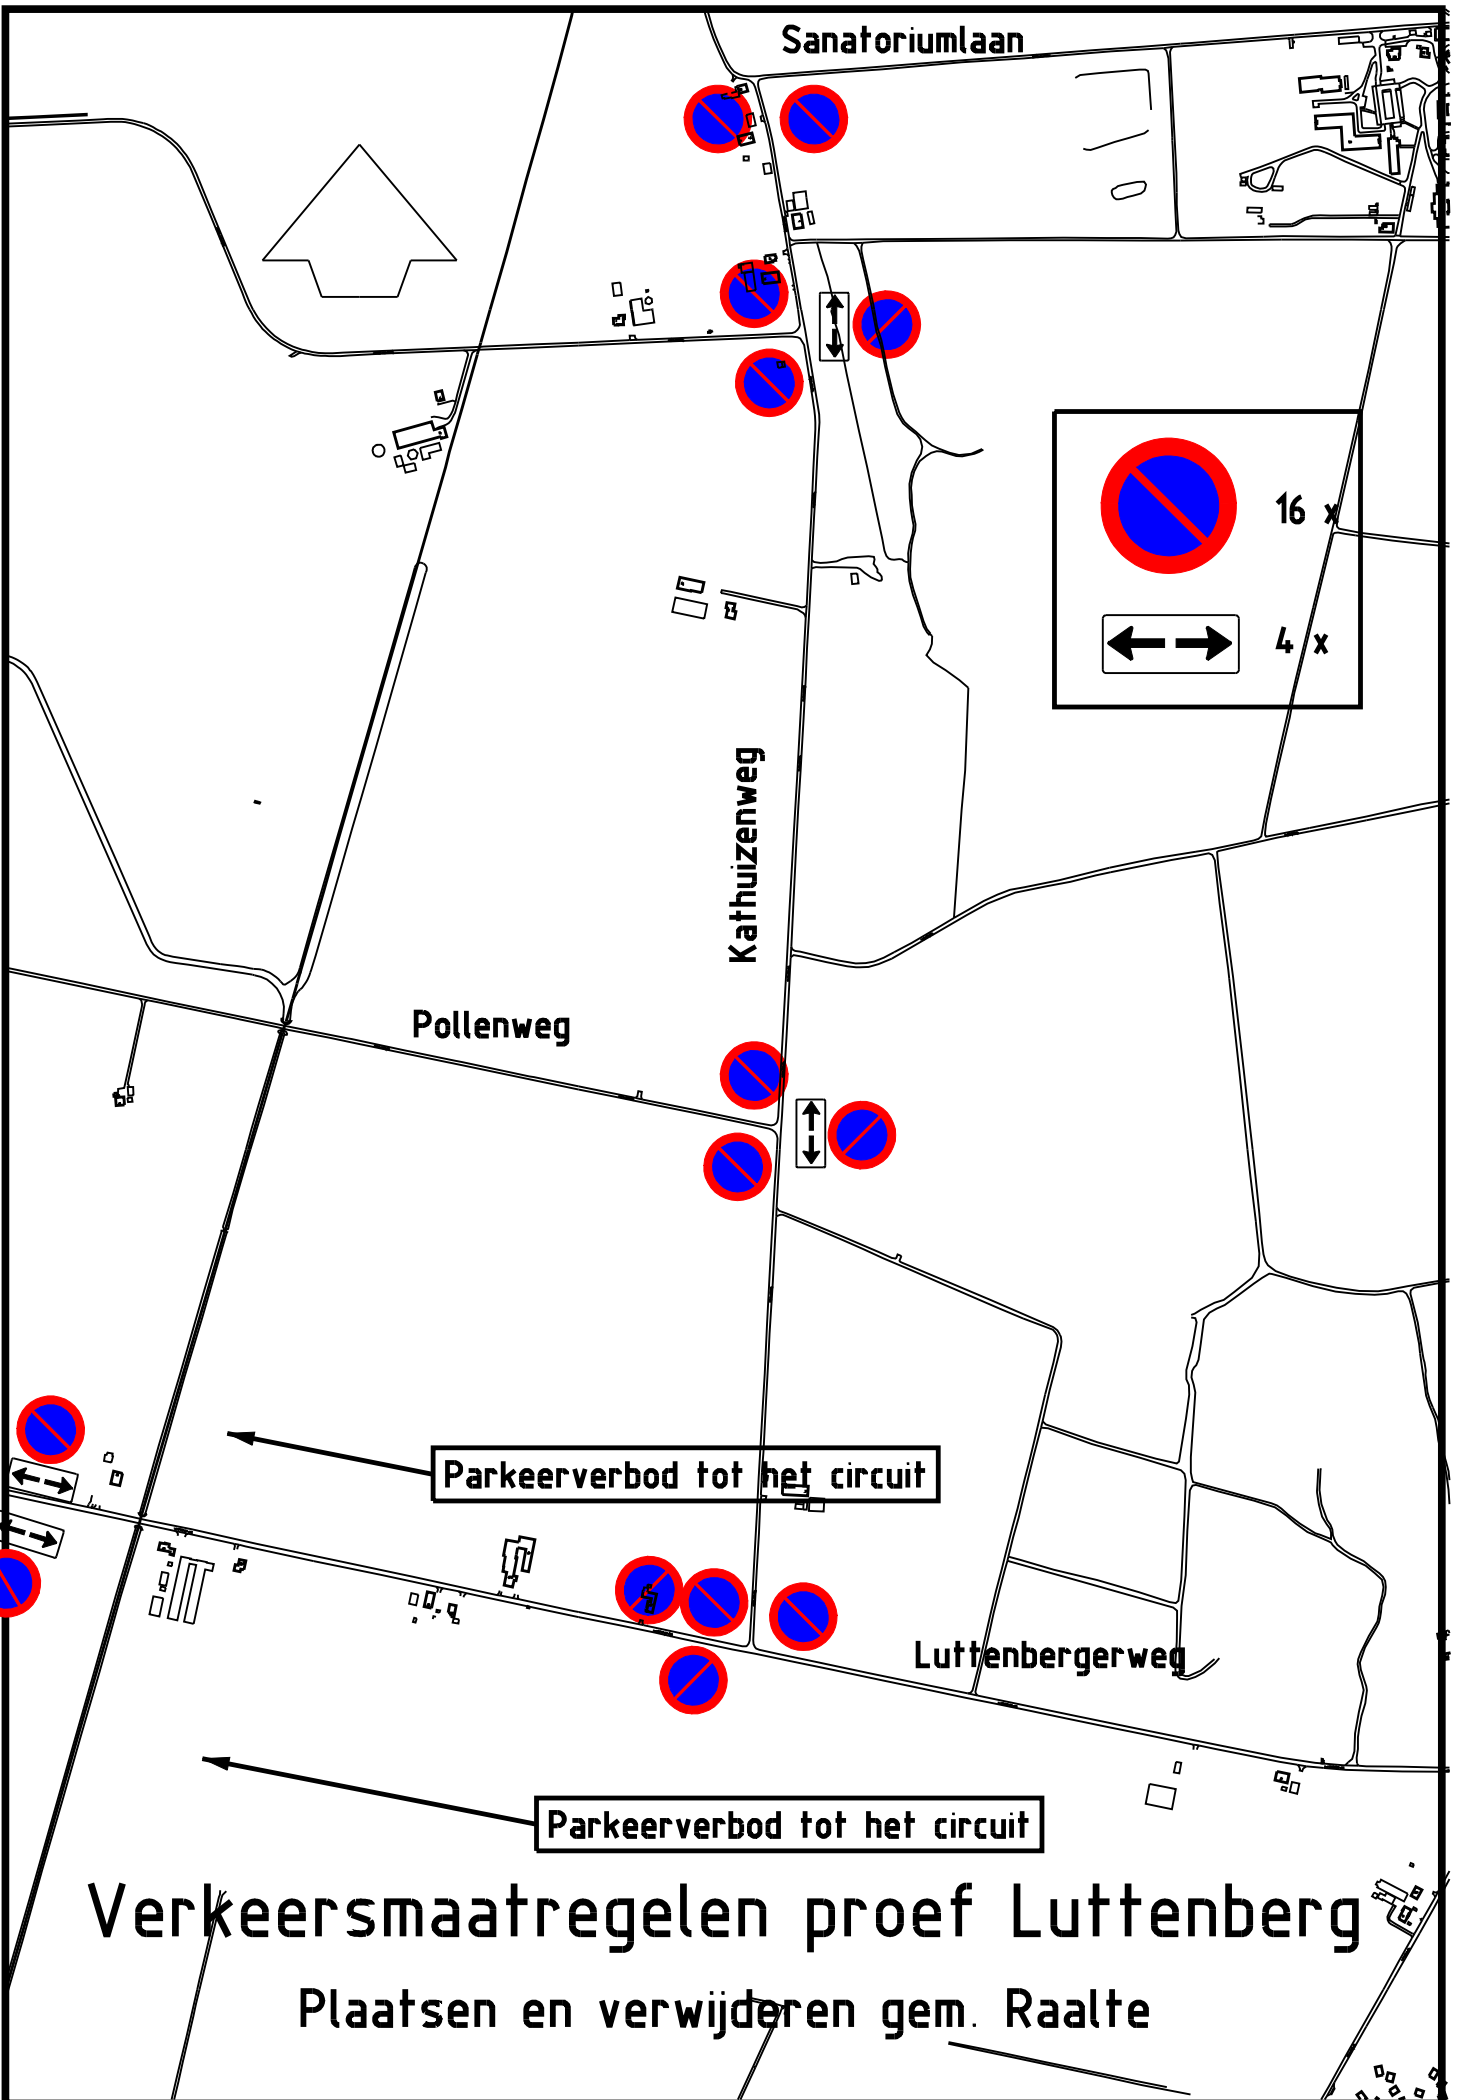 Sanatoriumlaan
16 x
4 x
Kathuizenweg
Pollenweg
Parkeerverbod tot het circuit
Luttenbergerweg
Parkeerverbod tot het circuit
Verkeersmaatregelen proef Luttenberg
Plaatsen en verwijderen gem. Raalte